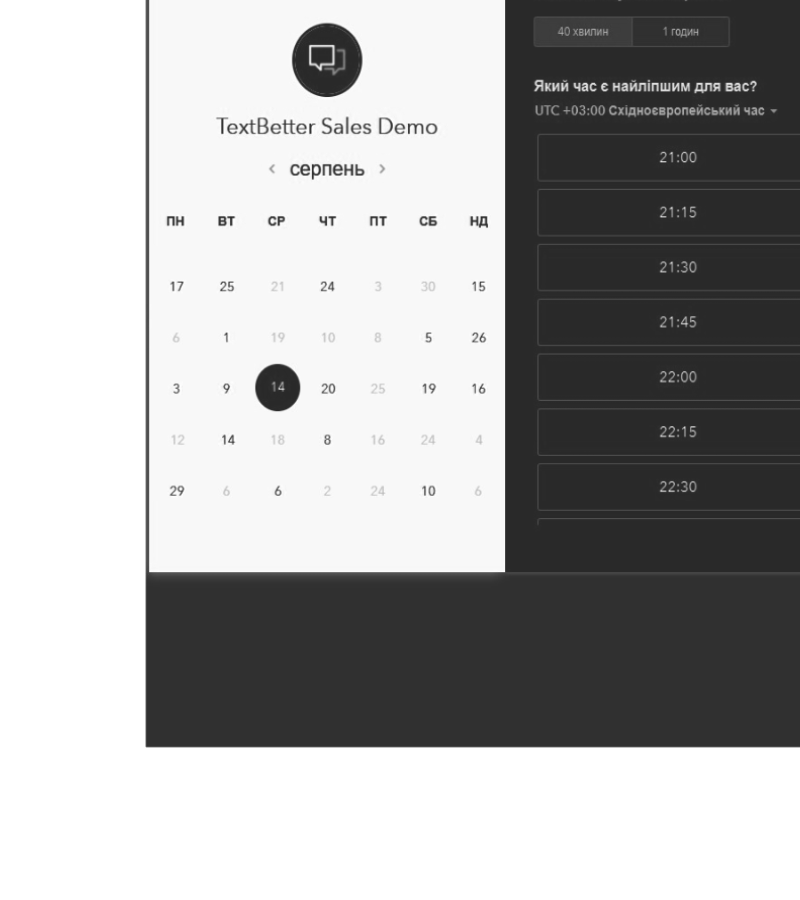 TextBetter Sales Demo
‹ серпень ›
ПН ВТ СР ЧТ ПТ СБ НД
17 25 21 24 3 30 15
6 1 19 10 8 5 26
3 9 14 20 25 19 16
12 14 18 8 16 24 4
29 6 6 2 24 10 6
40 хвилин 1 годин
Який час є найліпшим для вас?
UTC +03:00 Східноєвропейський час
21:00
21:15
21:30
21:45
22:00
22:15
22:30